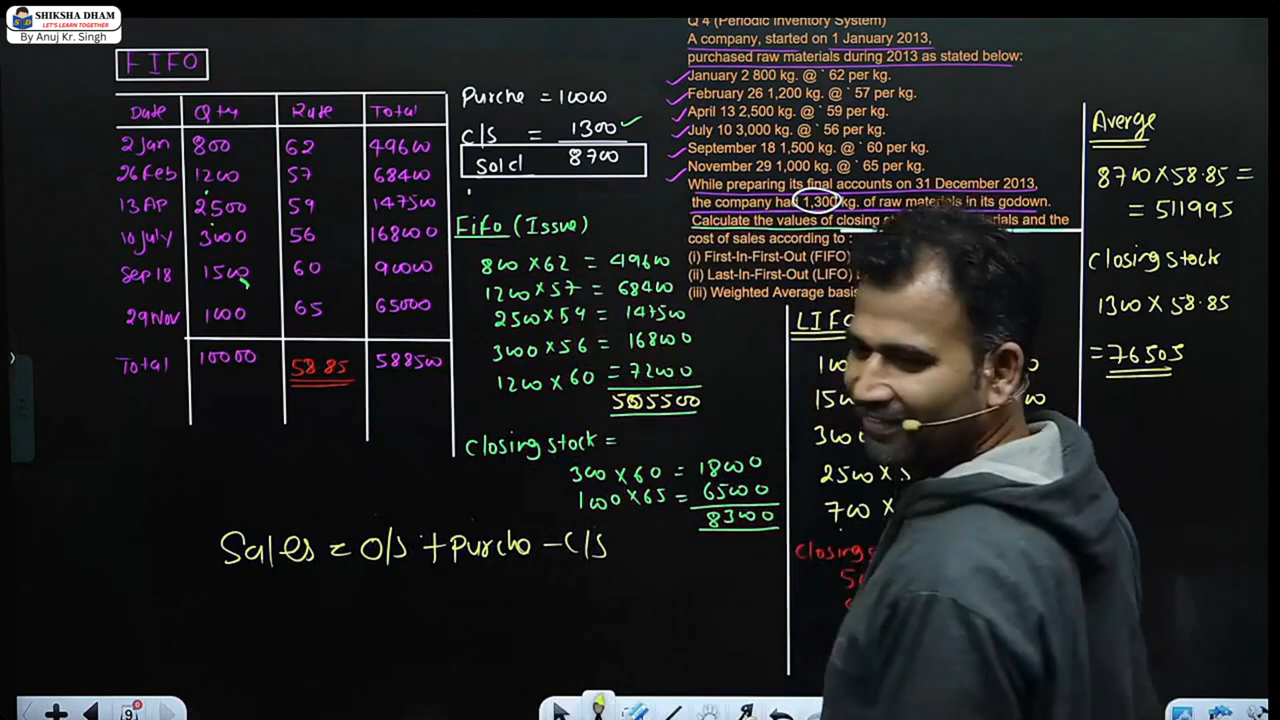 SHIKSHA DHAM
LET'S LEARN TOGETHER
By Anuj Kr. Singh
FIFO
Date Qty Rate Total
2 Jan 800 62 49600
26 Feb 1200 57 68400
13 AP 2500 59 147500
10 July 3000 56 168000
Sep 18 1500 60 90000
29 Nov 1000 65 65000
Total 10000 58.85 588500
Purche = 10000
C/S = 1300
Sold 8700
Fifo (Issue)
800 × 62 = 49600
1200 × 57 = 68400
2500 × 59 = 147500
3000 × 56 = 168000
1200 × 60 = 72000
505500
Closing stock =
300 × 60 = 18000
1000 × 65 = 65000
83000
Sales = O/S + Purcho - C/S
Q 4 (Periodic Inventory System)
A company, started on 1 January 2013,
purchased raw materials during 2013 as stated below:
January 2 800 kg. @ ` 62 per kg.
February 26 1,200 kg. @ ` 57 per kg.
April 13 2,500 kg. @ ` 59 per kg.
July 10 3,000 kg. @ ` 56 per kg.
September 18 1,500 kg. @ ` 60 per kg.
November 29 1,000 kg. @ ` 65 per kg.
While preparing its final accounts on 31 December 2013,
the company had 1,300 kg. of raw materials in its godown.
Calculate the values of closing and the
cost of sales according to :
(i) First-In-First-Out (FIFO)
(ii) Last-In-First-Out (LIFO)
(iii) Weighted Average basis
LIFO
2500 ×
700 ×
Closing
Averge
8700 × 58.85 =
= 511995
Closing stock
1300 × 58.85
= 76505
9